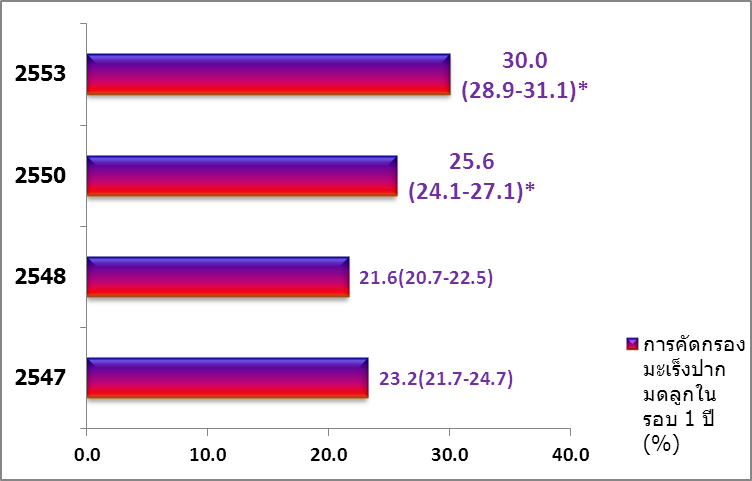 2553
30.0
(28.9-31.1)*
2550
25.6
(24.1-27.1)*
2548
21.6(20.7-22.5)
2547
23.2(21.7-24.7)
0.0 10.0 20.0 30.0 40.0
การคัดกรอง
มะเร็งปาก
มดลูกใน
รอบ 1 ปี
(%)